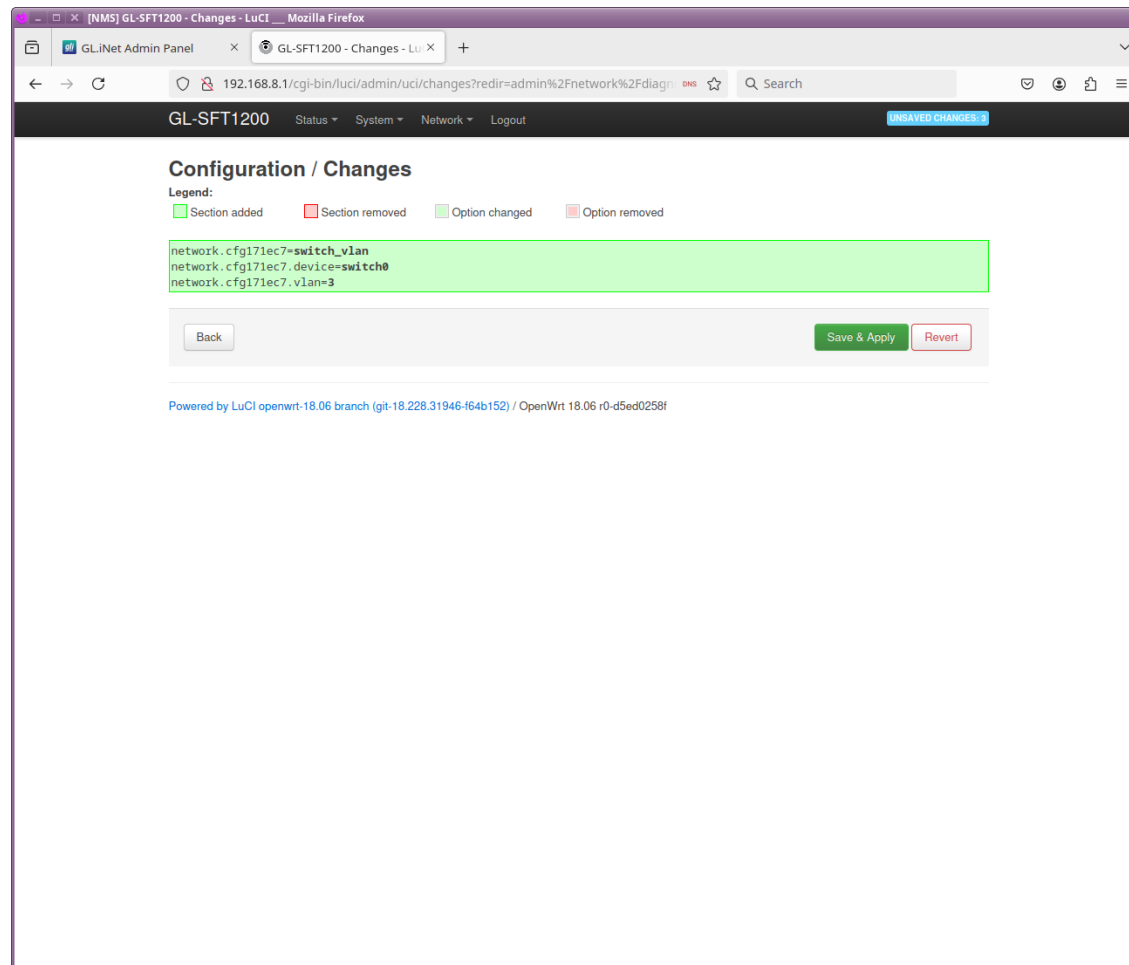 [NMS] GL-SFT1200 - Changes - LuCI __ Mozilla Firefox
GL.iNet Admin Panel
GL-SFT1200 - Changes - Lu
192.168.8.1/cgi-bin/luci/admin/uci/changes?redir=admin%2Fnetwork%2Fdiagn
DNS
Search
GL-SFT1200
Status
System
Network
Logout
UNSAVED CHANGES: 3
Configuration / Changes
Legend:
Section added
Section removed
Option changed
Option removed
network.cfg171ec7=switch_vlan
network.cfg171ec7.device=switch0
network.cfg171ec7.vlan=3
Back
Save & Apply
Revert
Powered by LuCI openwrt-18.06 branch (git-18.228.31946-f64b152) / OpenWrt 18.06 r0-d5ed0258f